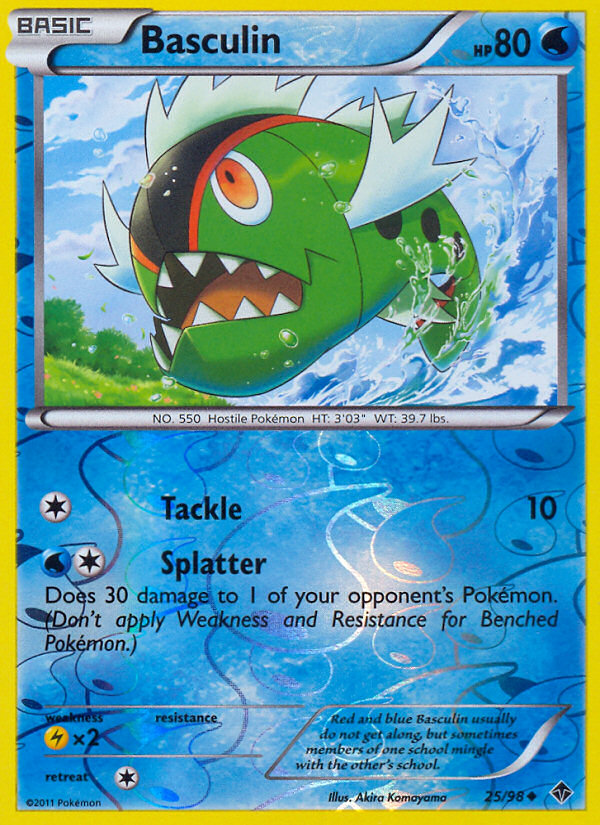 BASIC
Basculin
HP 80
NO. 550 Hostile Pokémon HT: 3'03" WT: 39.7 lbs.
Tackle 10
Splatter
Does 30 damage to 1 of your opponent's Pokémon.
(Don't apply Weakness and Resistance for Benched
Pokémon.)
weakness resistance
×2
retreat
Red and blue Basculin usually
do not get along, but sometimes
members of one school mingle
with the other's school.
©2011 Pokémon
Illus. Akira Komayama 25/98